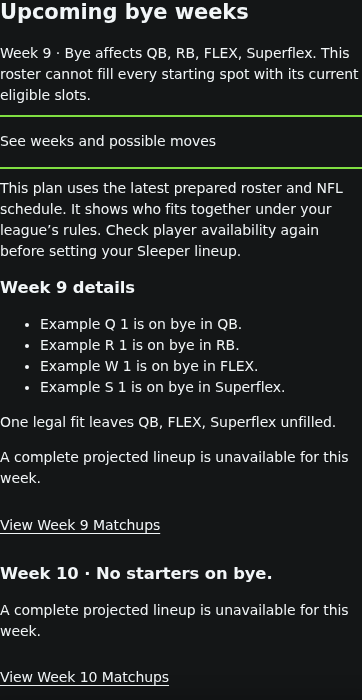 Upcoming bye weeks
Week 9 · Bye affects QB, RB, FLEX, Superflex. This
roster cannot fill every starting spot with its current
eligible slots.
See weeks and possible moves
This plan uses the latest prepared roster and NFL
schedule. It shows who fits together under your
league’s rules. Check player availability again
before setting your Sleeper lineup.
Week 9 details
• Example Q 1 is on bye in QB.
• Example R 1 is on bye in RB.
• Example W 1 is on bye in FLEX.
• Example S 1 is on bye in Superflex.
One legal fit leaves QB, FLEX, Superflex unfilled.
A complete projected lineup is unavailable for this
week.
View Week 9 Matchups
Week 10 · No starters on bye.
A complete projected lineup is unavailable for this
week.
View Week 10 Matchups